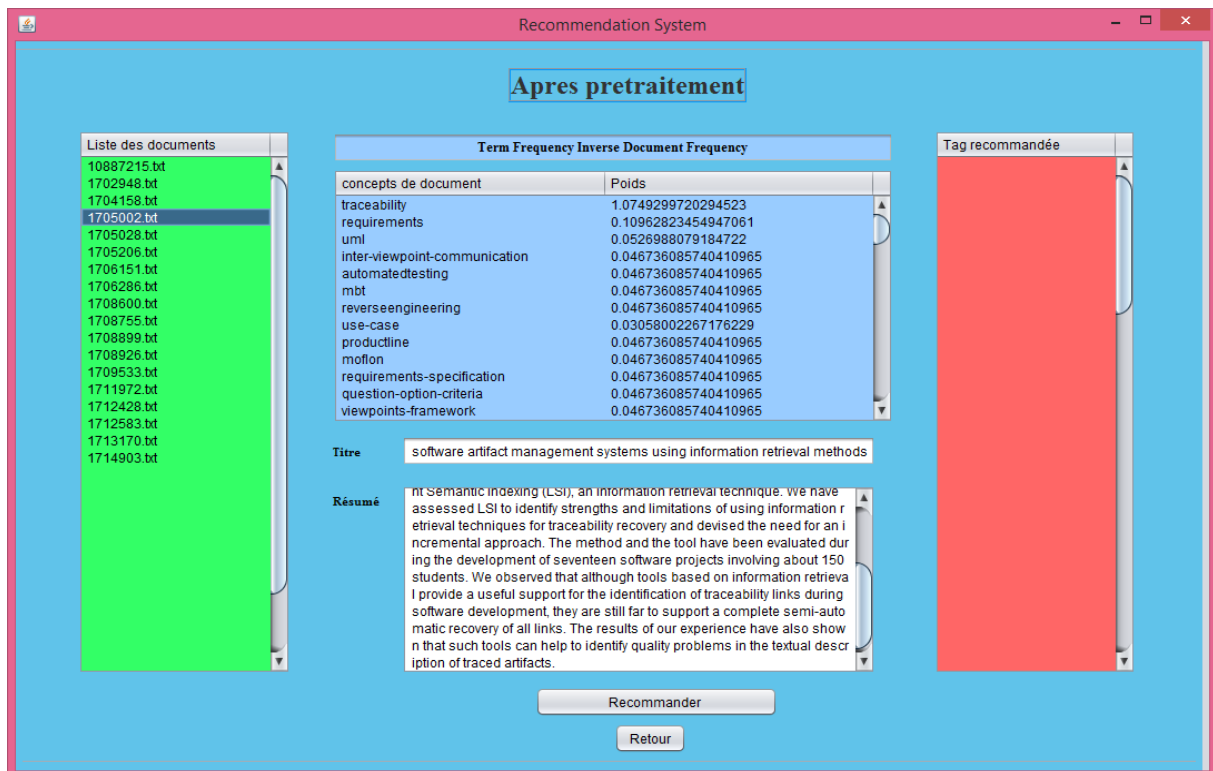 Recommendation System
Apres pretraitement
Liste des documents
10887215.txt
1702948.txt
1704158.txt
1705002.txt
1705028.txt
1705206.txt
1706151.txt
1706286.txt
1708600.txt
1708755.txt
1708899.txt
1708926.txt
1709533.txt
1711972.txt
1712428.txt
1712583.txt
1713170.txt
1714903.txt
Term Frequency Inverse Document Frequency
concepts de document Poids
traceability 1.0749299720294523
requirements 0.10962823454947061
uml 0.0526988079184722
inter-viewpoint-communication 0.046736085740410965
automatedtesting 0.046736085740410965
mbt 0.046736085740410965
reverseengineering 0.046736085740410965
use-case 0.03058002267176229
productline 0.046736085740410965
moflon 0.046736085740410965
requirements-specification 0.046736085740410965
question-option-criteria 0.046736085740410965
viewpoints-framework 0.046736085740410965
Titre software artifact management systems using information retrieval methods
Résumé
nt Semantic Indexing (LSI), an information retrieval technique. We have
assessed LSI to identify strengths and limitations of using information r
etrieval techniques for traceability recovery and devised the need for an i
ncremental approach. The method and the tool have been evaluated dur
ing the development of seventeen software projects involving about 150
students. We observed that although tools based on information retrieva
l provide a useful support for the identification of traceability links during
software development, they are still far to support a complete semi-auto
matic recovery of all links. The results of our experience have also show
n that such tools can help to identify quality problems in the textual descr
iption of traced artifacts.
Tag recommandée
Recommander
Retour